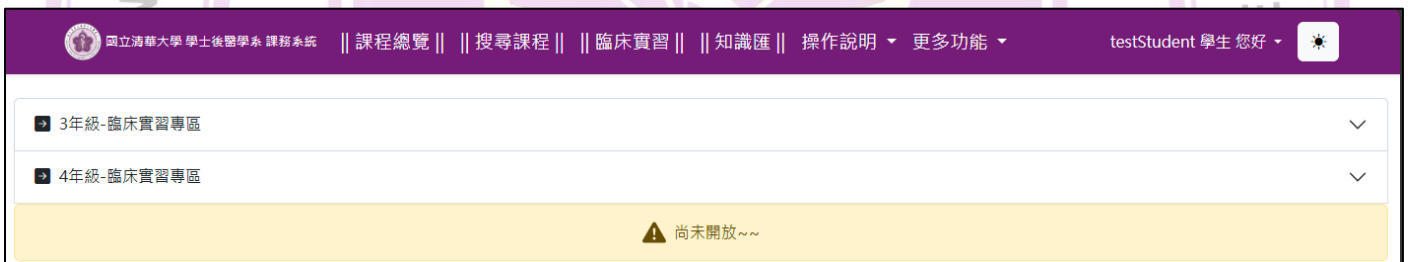 國立清華大學 學士後醫學系 課務系統 || 課程總覽 || || 搜尋課程 || || 臨床實習 || || 知識匯 || 操作說明 更多功能 testStudent 學生 您好
3年級-臨床實習專區
4年級-臨床實習專區
尚未開放~~